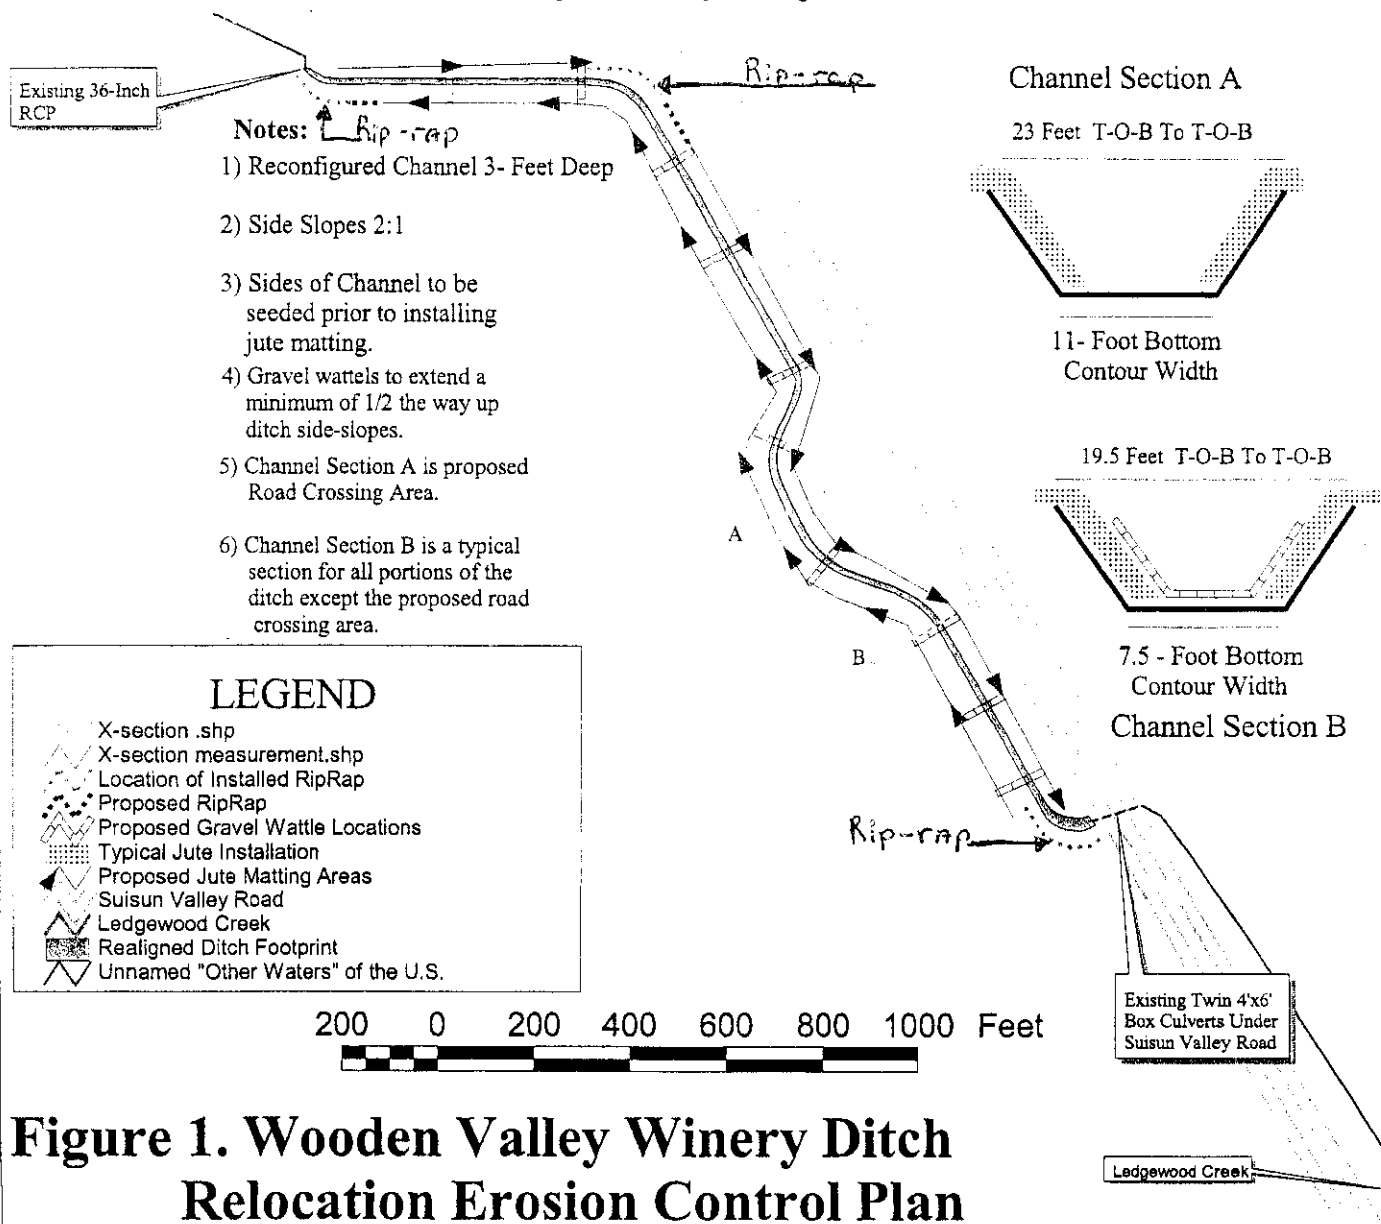 Existing 36-Inch
RCP
Rip-rap
Rip-rap
Notes:
1) Reconfigured Channel 3- Feet Deep
2) Side Slopes 2:1
3) Sides of Channel to be
seeded prior to installing
jute matting.
4) Gravel wattels to extend a
minimum of 1/2 the way up
ditch side-slopes.
5) Channel Section A is proposed
Road Crossing Area.
6) Channel Section B is a typical
section for all portions of the
ditch except the proposed road
crossing area.
Channel Section A
23 Feet T-O-B To T-O-B
11- Foot Bottom
Contour Width
19.5 Feet T-O-B To T-O-B
7.5 - Foot Bottom
Contour Width
Channel Section B
A
B
Rip-rap
LEGEND
X-section .shp
X-section measurement.shp
Location of Installed RipRap
Proposed RipRap
Proposed Gravel Wattle Locations
Typical Jute Installation
Proposed Jute Matting Areas
Suisun Valley Road
Ledgewood Creek
Realigned Ditch Footprint
Unnamed "Other Waters" of the U.S.
Existing Twin 4'x6'
Box Culverts Under
Suisun Valley Road
200 0 200 400 600 800 1000 Feet
Ledgewood Creek
Figure 1. Wooden Valley Winery Ditch
Relocation Erosion Control Plan